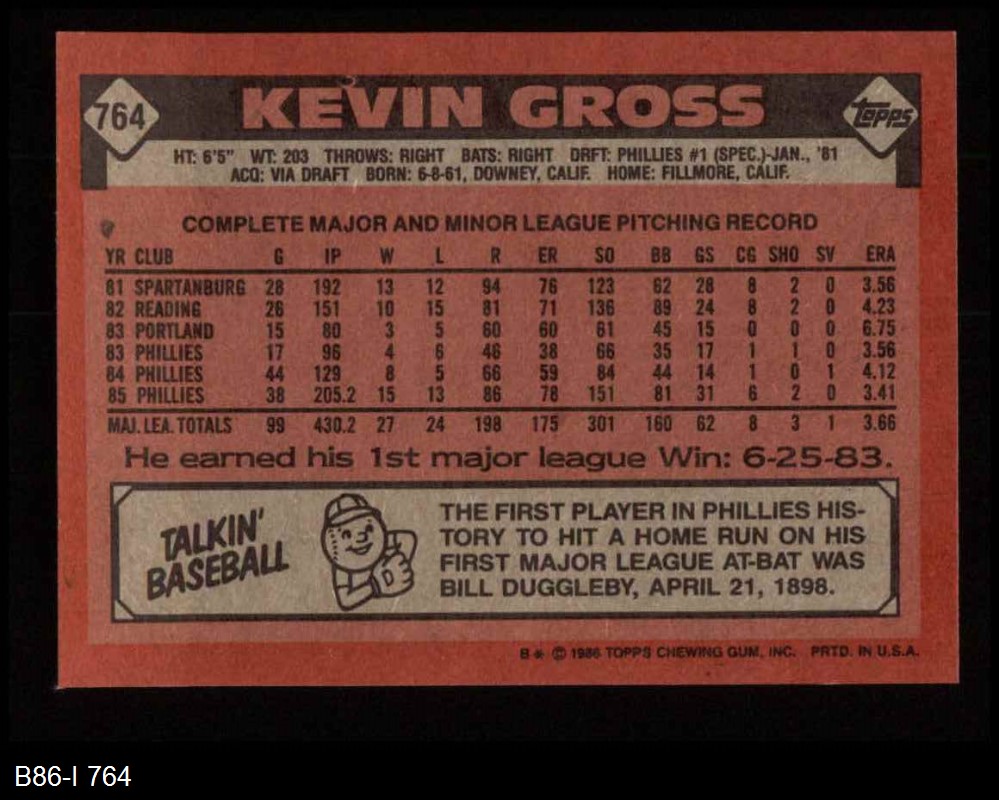 764
KEVIN GROSS
Topps
HT: 6'5" WT: 203 THROWS: RIGHT BATS: RIGHT DRFT: PHILLIES #1 (SPEC.)-JAN., '81
ACQ: VIA DRAFT BORN: 6-8-61, DOWNEY, CALIF. HOME: FILLMORE, CALIF.
COMPLETE MAJOR AND MINOR LEAGUE PITCHING RECORD
YR CLUB G IP W L R ER SO BB GS CG SHO SV ERA
81 SPARTANBURG 28 192 13 12 94 76 123 62 28 8 2 0 3.56
82 READING 26 151 10 15 81 71 136 89 24 8 2 0 4.23
83 PORTLAND 15 80 3 5 60 60 61 45 15 0 0 0 6.75
83 PHILLIES 17 96 4 6 46 38 66 35 17 1 1 0 3.56
84 PHILLIES 44 129 8 5 66 59 84 44 14 1 0 1 4.12
85 PHILLIES 38 205.2 15 13 86 78 151 81 31 6 2 0 3.41
MAJ. LEA. TOTALS 99 430.2 27 24 198 175 301 160 62 8 3 1 3.66
He earned his 1st major league Win: 6-25-83.
TALKIN'
BASEBALL
THE FIRST PLAYER IN PHILLIES HIS-
TORY TO HIT A HOME RUN ON HIS
FIRST MAJOR LEAGUE AT-BAT WAS
BILL DUGGLEBY, APRIL 21, 1898.
B* © 1986 TOPPS CHEWING GUM, INC. PRTD. IN U.S.A.
B86-I 764